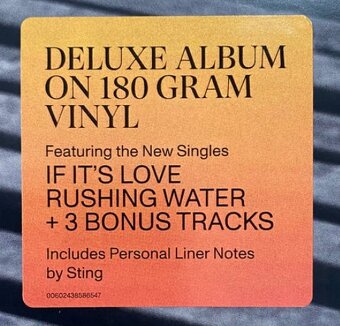 DELUXE ALBUM
ON 180 GRAM
VINYL
Featuring the New Singles
IF IT'S LOVE
RUSHING WATER
+ 3 BONUS TRACKS
Includes Personal Liner Notes
by Sting
00602438586547